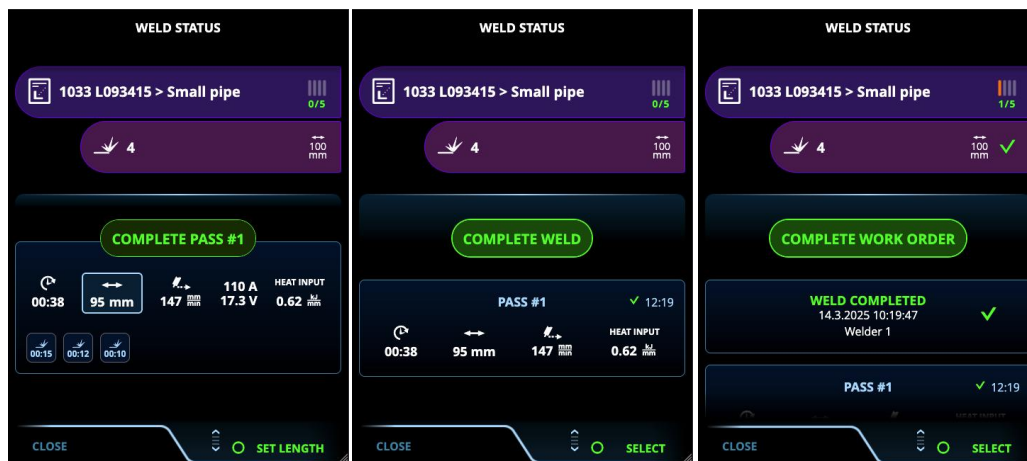 WELD STATUS
1033 L093415 > Small pipe
0/5
4
100
mm
COMPLETE PASS #1
00:38
95 mm
147 mm
min
110 A
17.3 V
HEAT INPUT
0.62 kJ
mm
00:15
00:12
00:10
CLOSE
SET LENGTH
WELD STATUS
1033 L093415 > Small pipe
0/5
4
100
mm
COMPLETE WELD
PASS #1
12:19
00:38
95 mm
147 mm
min
HEAT INPUT
0.62 kJ
mm
CLOSE
SELECT
WELD STATUS
1033 L093415 > Small pipe
1/5
4
100
mm
COMPLETE WORK ORDER
WELD COMPLETED
14.3.2025 10:19:47
Welder 1
PASS #1
12:19
HEAT INPUT
CLOSE
SELECT